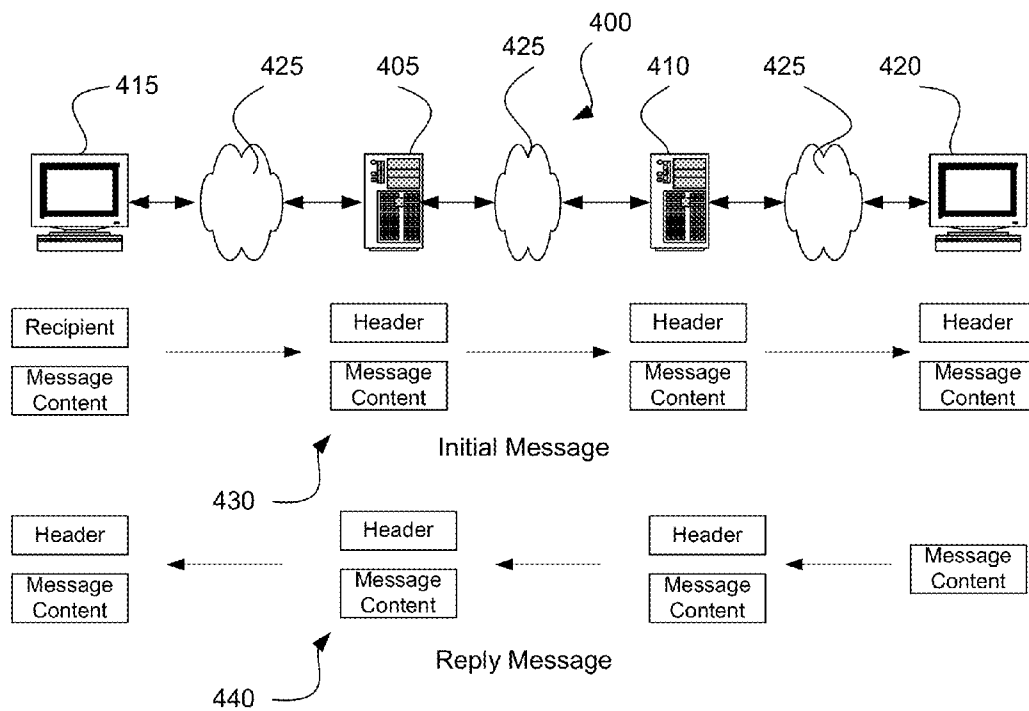 400
425
425
405
410
425
420
415
Recipient
Header
Header
Header
Message
Content
Message
Content
Message
Content
Message
Content
Initial Message
430
Header
Header
Header
Message
Content
Message
Content
Message
Content
Message
Content
Reply Message
440